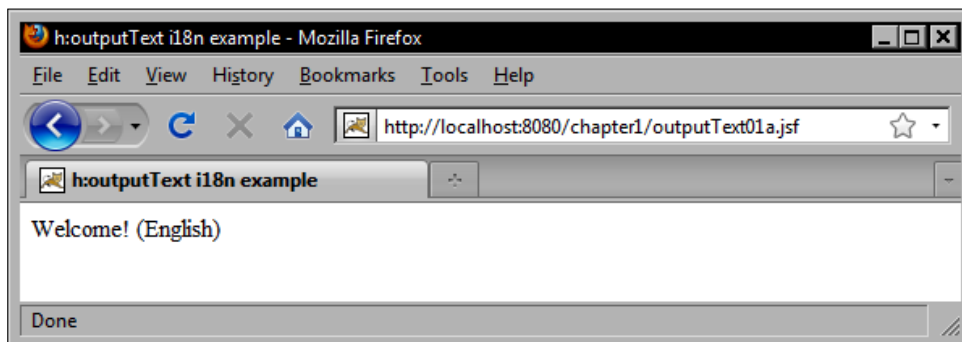 h:outputText i18n example - Mozilla Firefox
File Edit View History Bookmarks Tools Help
http://localhost:8080/chapter1/outputText01a.jsf
h:outputText i18n example
Welcome! (English)
Done